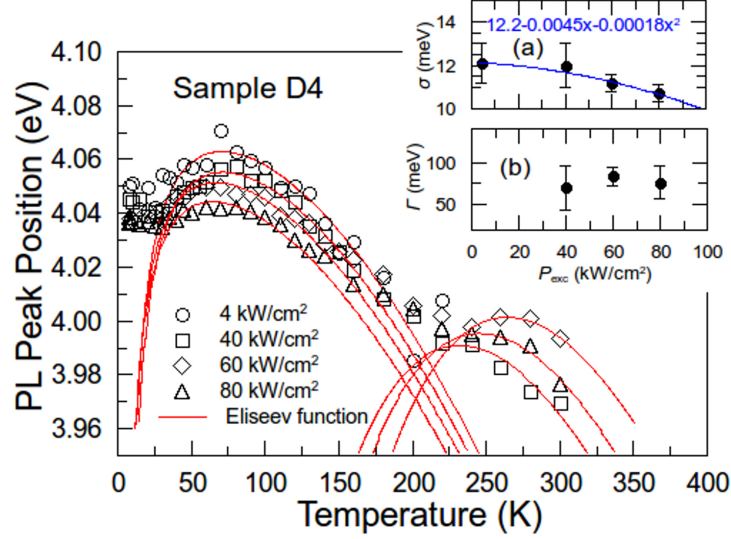 14
12.2-0.0045x-0.00018x²
(a)
12
10
σ (meV)
100
(b)
50
Γ (meV)
0 20 40 60 80 100
Pexc (kW/cm²)
4.10
4.08
4.06
4.04
4.02
4.00
3.98
3.96
PL Peak Position (eV)
Sample D4
4 kW/cm²
40 kW/cm²
60 kW/cm²
80 kW/cm²
Eliseev function
0 50 100 150 200 250 300 350 400
Temperature (K)